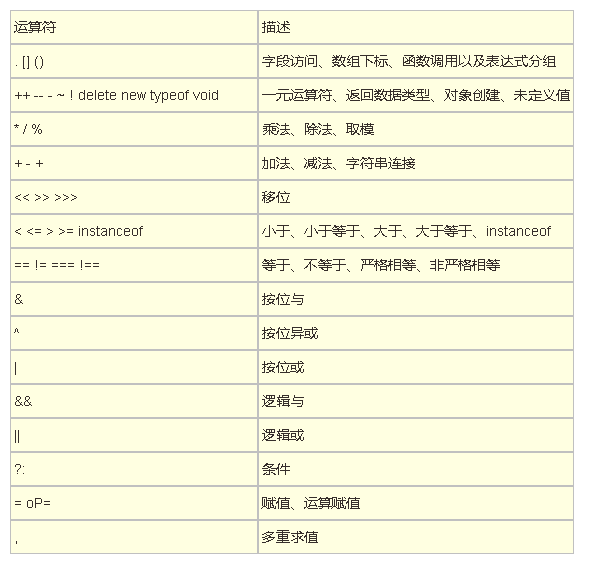 运算符 描述
. [] () 字段访问、数组下标、函数调用以及表达式分组
++ -- - ~ ! delete new typeof void 一元运算符、返回数据类型、对象创建、未定义值
* / % 乘法、除法、取模
+ - + 加法、减法、字符串连接
<< >> >>> 移位
< <= > >= instanceof 小于、小于等于、大于、大于等于、instanceof
== != === !== 等于、不等于、严格相等、非严格相等
& 按位与
^ 按位异或
| 按位或
&& 逻辑与
|| 逻辑或
?: 条件
= oP= 赋值、运算赋值
, 多重求值